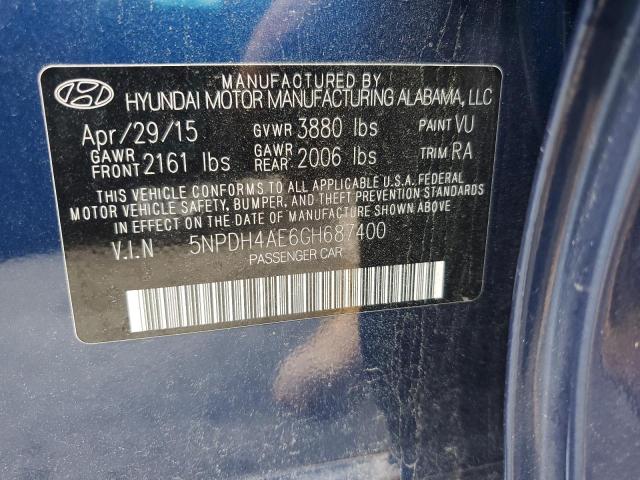 MANUFACTURED BY
HYUNDAI MOTOR MANUFACTURING ALABAMA, LLC
Apr/29/15 GVWR 3880 lbs PAINT VU
GAWR FRONT 2161 lbs GAWR REAR 2006 lbs TRIM RA
THIS VEHICLE CONFORMS TO ALL APPLICABLE U.S.A. FEDERAL
MOTOR VEHICLE SAFETY, BUMPER, AND THEFT PREVENTION STANDARDS
IN EFFECT ON THE DATE OF MANUFACTURE SHOWN ABOVE.
V.I.N 5NPDH4AE6GH687400
PASSENGER CAR